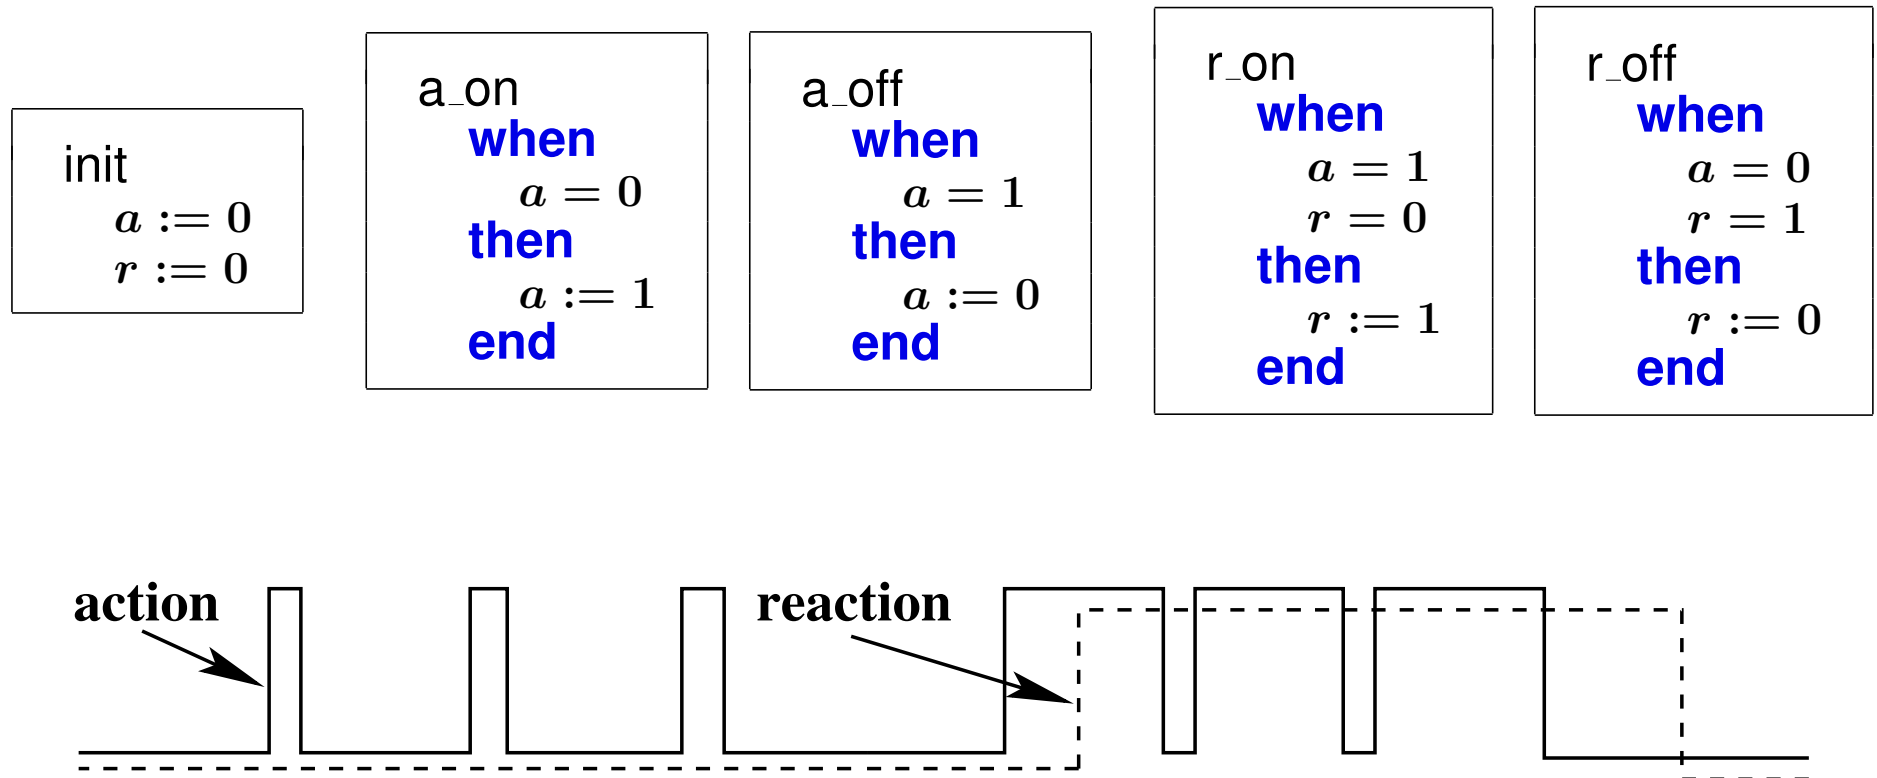 init
a := 0
r := 0
a_on
when
a = 0
then
a := 1
end
a_off
when
a = 1
then
a := 0
end
r_on
when
a = 1
r = 0
then
r := 1
end
r_off
when
a = 0
r = 1
then
r := 0
end
action
reaction